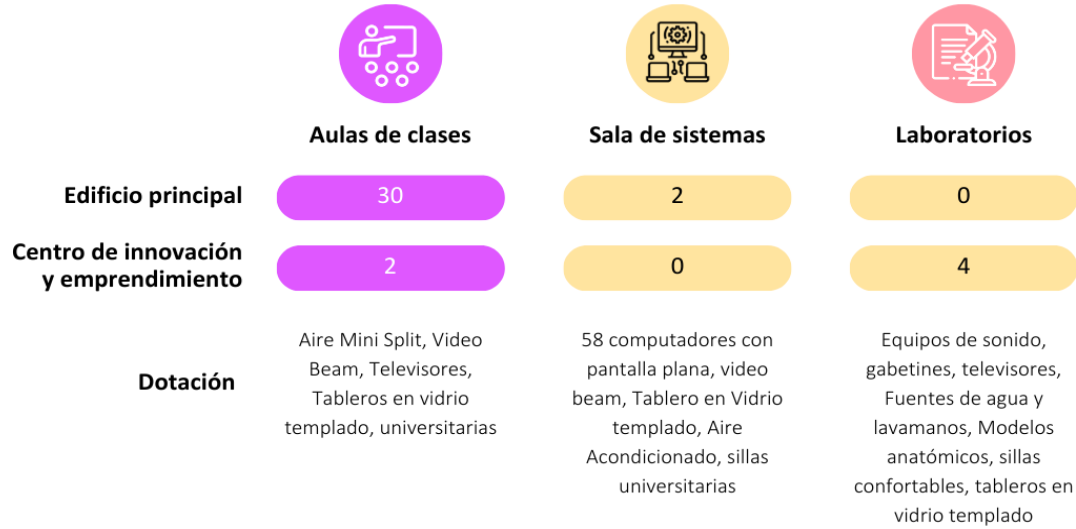 Aulas de clases
Sala de sistemas
Laboratorios
Edificio principal
30
2
0
Centro de innovación
y emprendimiento
2
0
4
Dotación
Aire Mini Split, Video
Beam, Televisores,
Tableros en vidrio
templado, universitarias
58 computadores con
pantalla plana, video
beam, Tablero en Vidrio
templado, Aire
Acondicionado, sillas
universitarias
Equipos de sonido,
gabetines, televisores,
Fuentes de agua y
lavamanos, Modelos
anatómicos, sillas
confortables, tableros en
vidrio templado